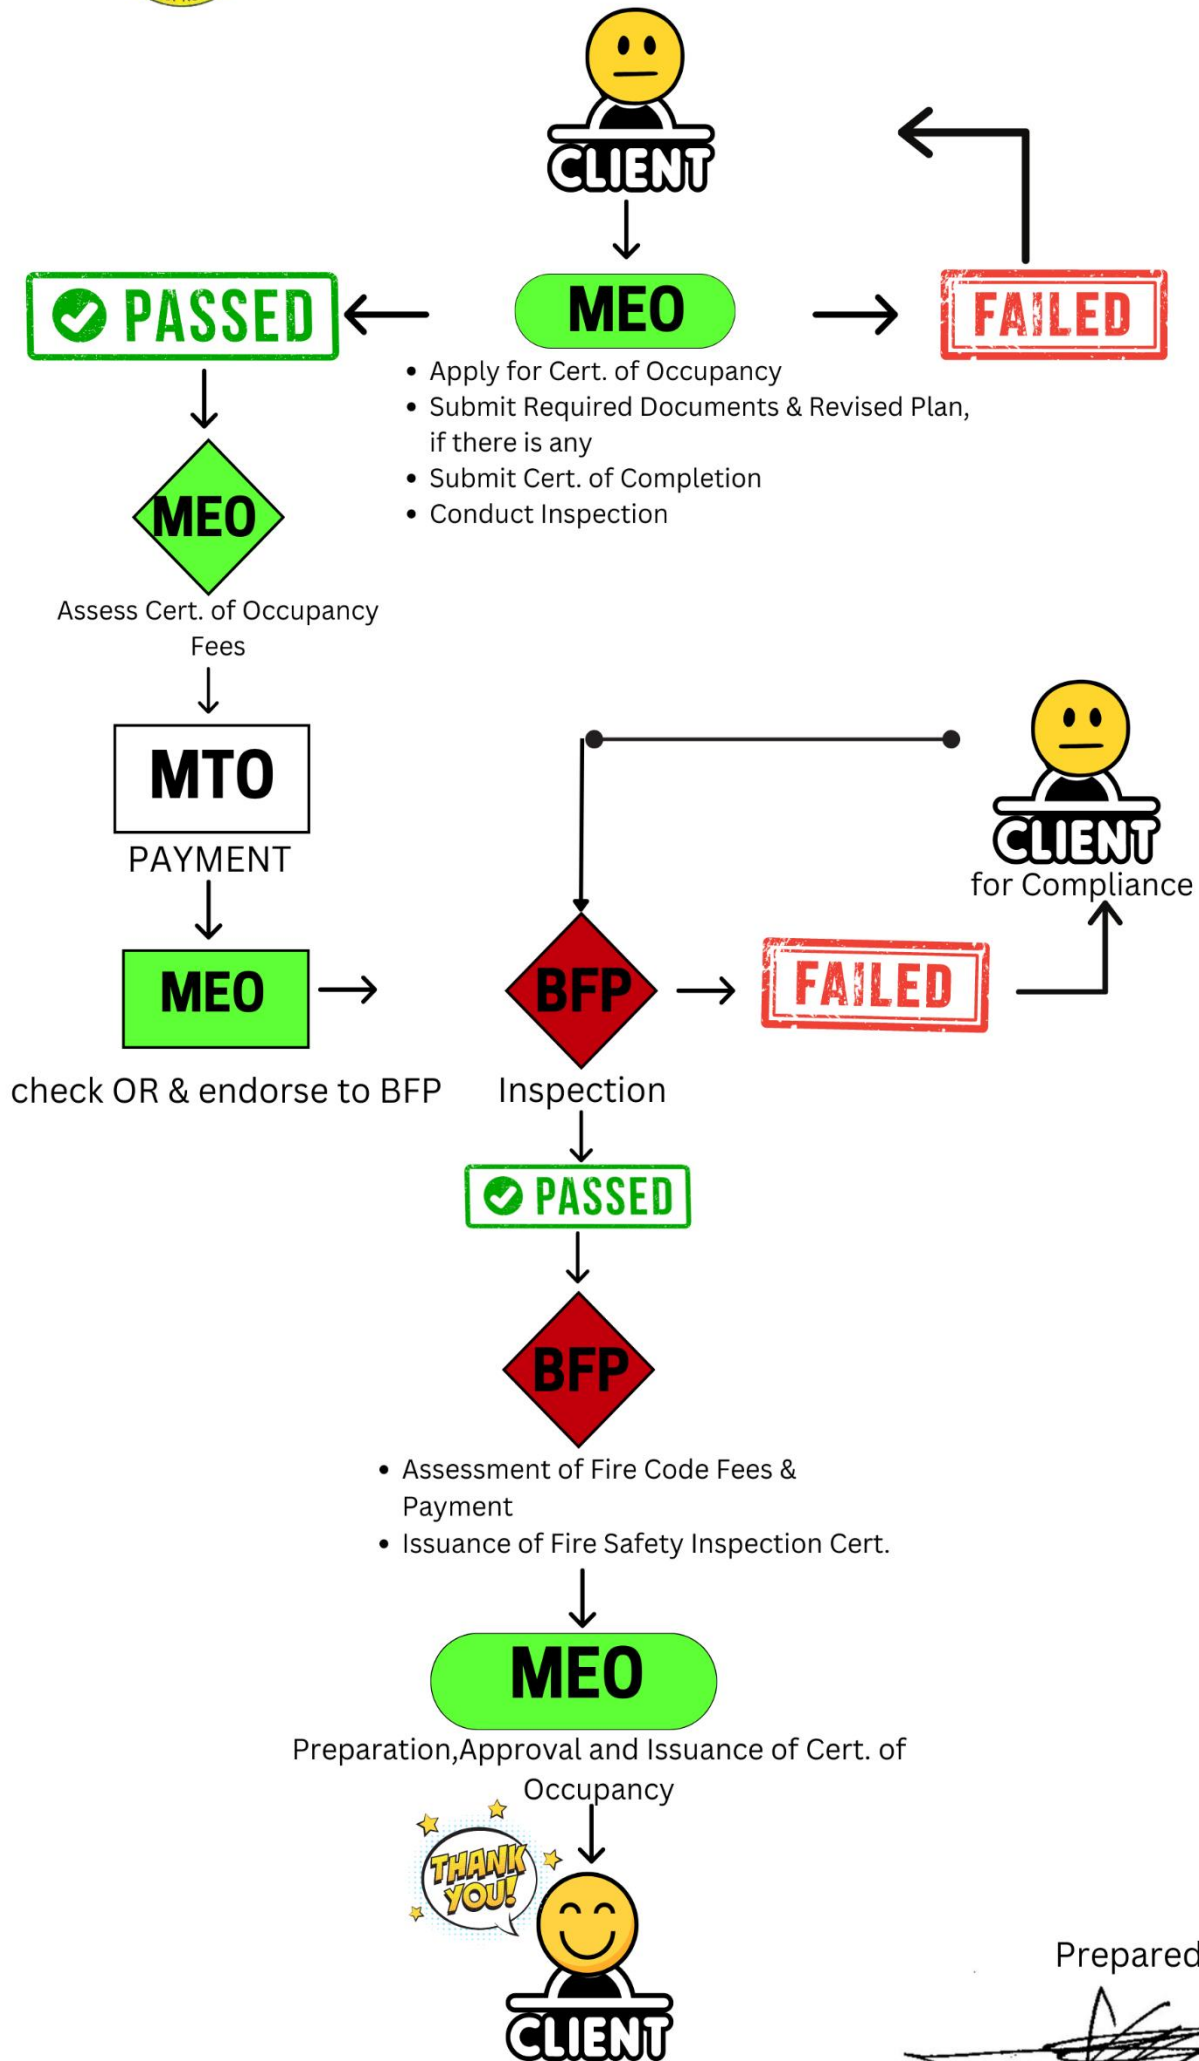 CLIENT
PASSED
MEO
FAILED
• Apply for Cert. of Occupancy
• Submit Required Documents & Revised Plan,
if there is any
• Submit Cert. of Completion
• Conduct Inspection
MEO
Assess Cert. of Occupancy
Fees
MTO
PAYMENT
CLIENT
for Compliance
MEO
check OR & endorse to BFP
BFP
Inspection
FAILED
PASSED
BFP
• Assessment of Fire Code Fees &
Payment
• Issuance of Fire Safety Inspection Cert.
MEO
Preparation,Approval and Issuance of Cert. of
Occupancy
THANK
YOU!
CLIENT
Prepared